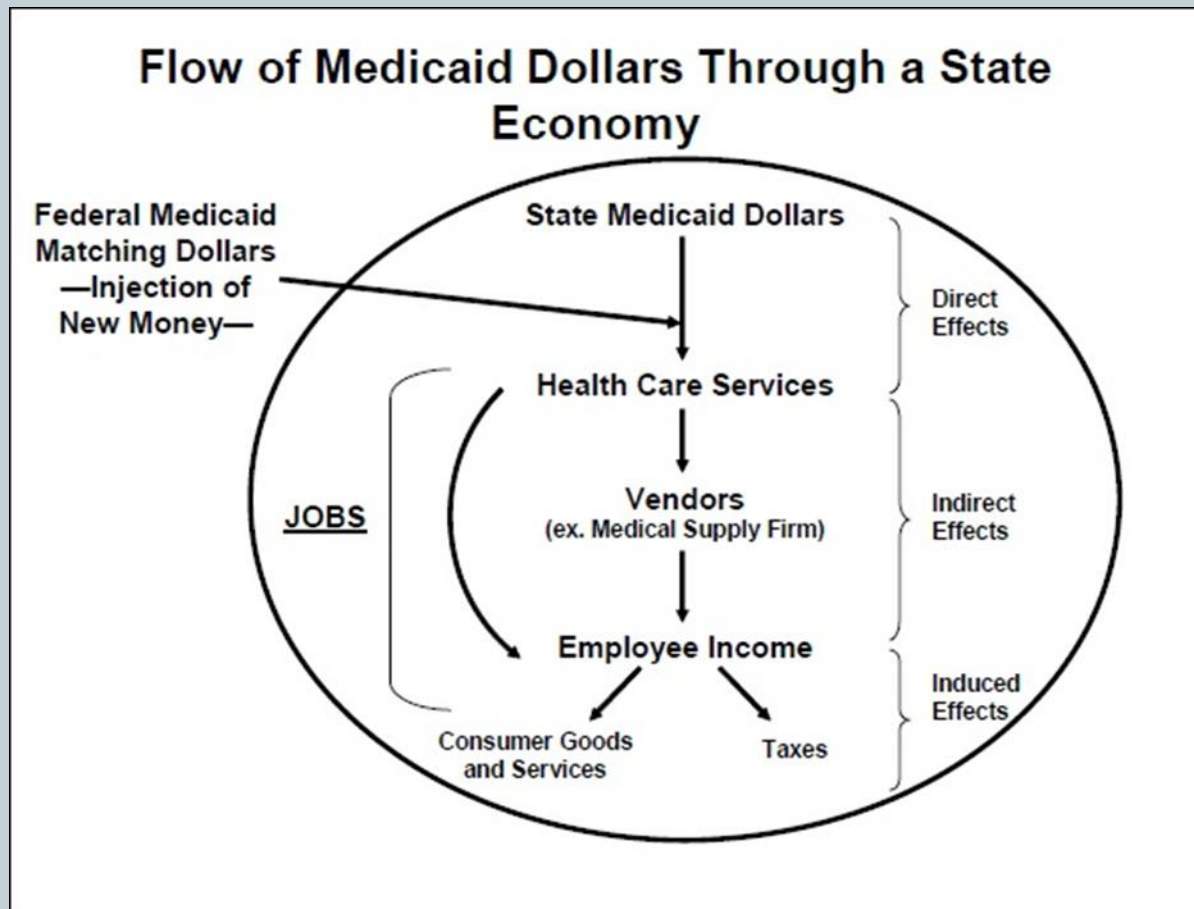 Flow of Medicaid Dollars Through a State
Economy
Federal Medicaid
Matching Dollars
—Injection of
New Money—
State Medicaid Dollars
Direct
Effects
Health Care Services
JOBS
Vendors
(ex. Medical Supply Firm)
Indirect
Effects
Employee Income
Induced
Effects
Consumer Goods
and Services
Taxes